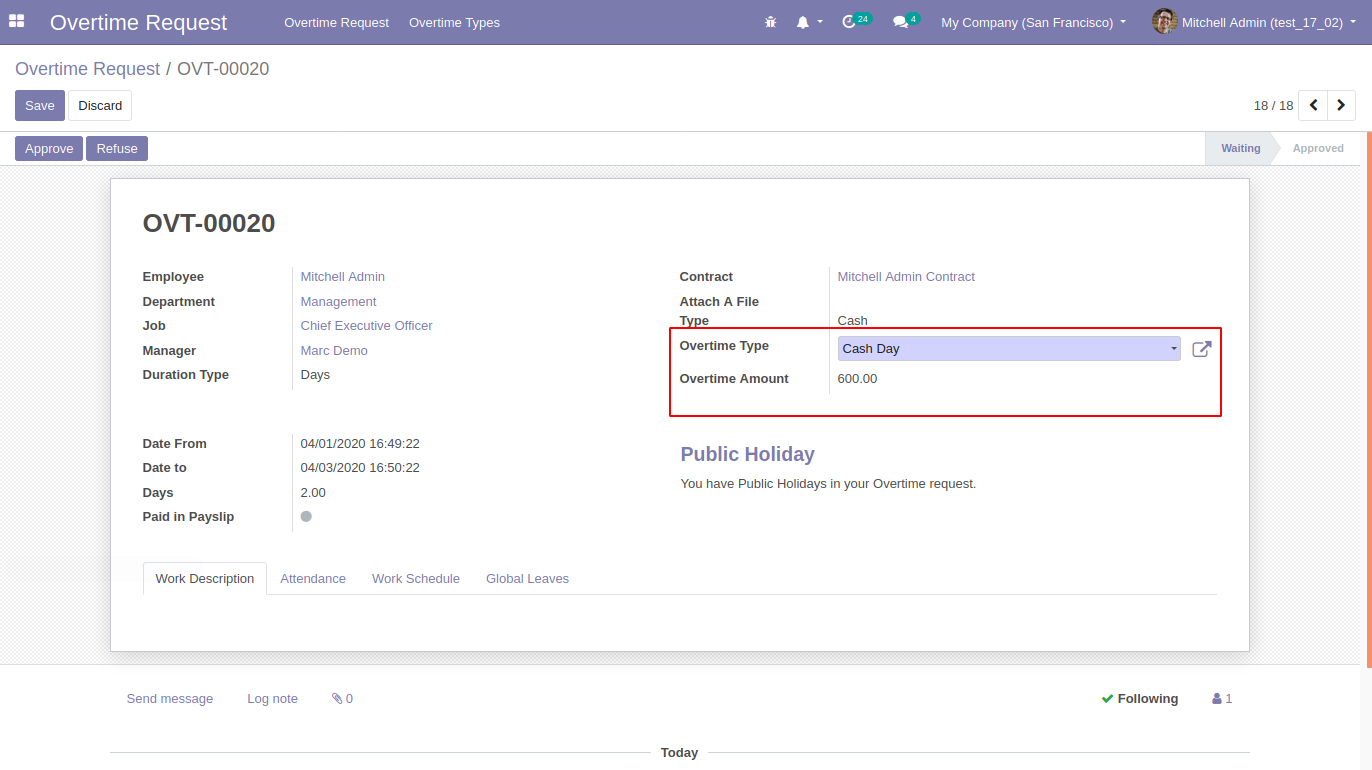 Overtime Request
Overtime Request
Overtime Types
24
4
My Company (San Francisco)
Mitchell Admin (test_17_02)
Overtime Request / OVT-00020
Save
Discard
18 / 18
Approve
Refuse
Waiting
Approved
OVT-00020
Employee
Mitchell Admin
Department
Management
Job
Chief Executive Officer
Manager
Marc Demo
Duration Type
Days
Contract
Mitchell Admin Contract
Attach A File
Type
Cash
Overtime Type
Cash Day
Overtime Amount
600.00
Date From
04/01/2020 16:49:22
Date to
04/03/2020 16:50:22
Days
2.00
Paid in Payslip
Public Holiday
You have Public Holidays in your Overtime request.
Work Description
Attendance
Work Schedule
Global Leaves
Send message
Log note
0
Following
1
Today